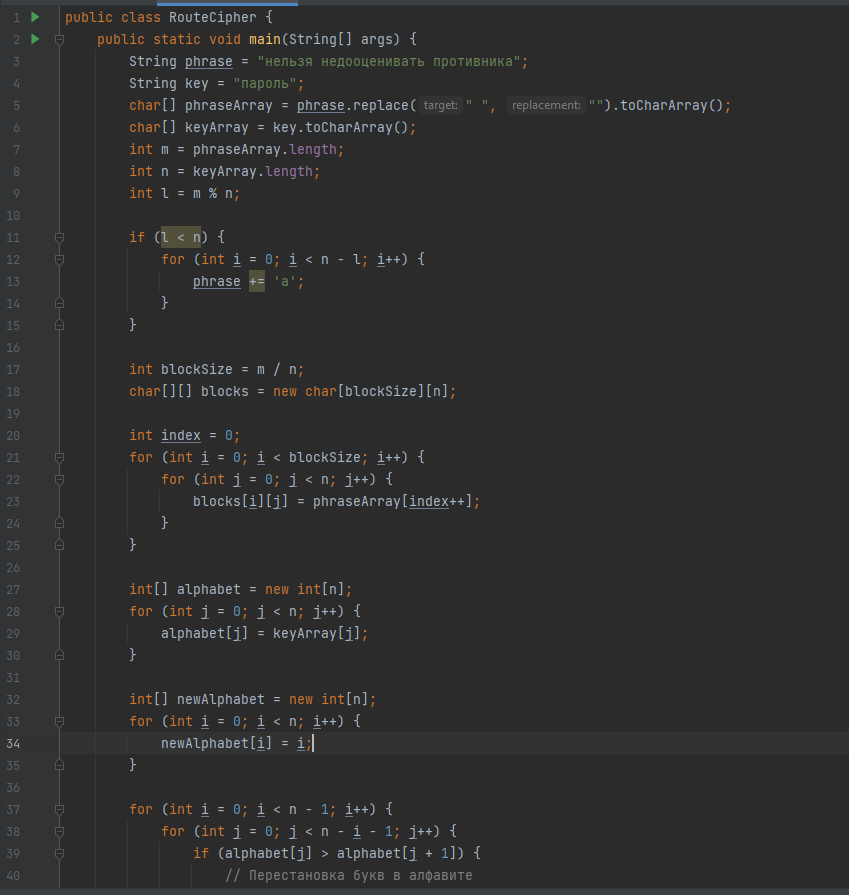 1 public class RouteCipher {
2 public static void main(String[] args) {
3 String phrase = "нельзя недооценивать противника";
4 String key = "пароль";
5 char[] phraseArray = phrase.replace( target: " ", replacement: "").toCharArray();
6 char[] keyArray = key.toCharArray();
7 int m = phraseArray.length;
8 int n = keyArray.length;
9 int l = m % n;
10
11 if (l < n) {
12 for (int i = 0; i < n - l; i++) {
13 phrase += 'а';
14 }
15 }
16
17 int blockSize = m / n;
18 char[][] blocks = new char[blockSize][n];
19
20 int index = 0;
21 for (int i = 0; i < blockSize; i++) {
22 for (int j = 0; j < n; j++) {
23 blocks[i][j] = phraseArray[index++];
24 }
25 }
26
27 int[] alphabet = new int[n];
28 for (int j = 0; j < n; j++) {
29 alphabet[j] = keyArray[j];
30 }
31
32 int[] newAlphabet = new int[n];
33 for (int i = 0; i < n; i++) {
34 newAlphabet[i] = i;
35 }
36
37 for (int i = 0; i < n - 1; i++) {
38 for (int j = 0; j < n - i - 1; j++) {
39 if (alphabet[j] > alphabet[j + 1]) {
40 // Перестановка букв в алфавите